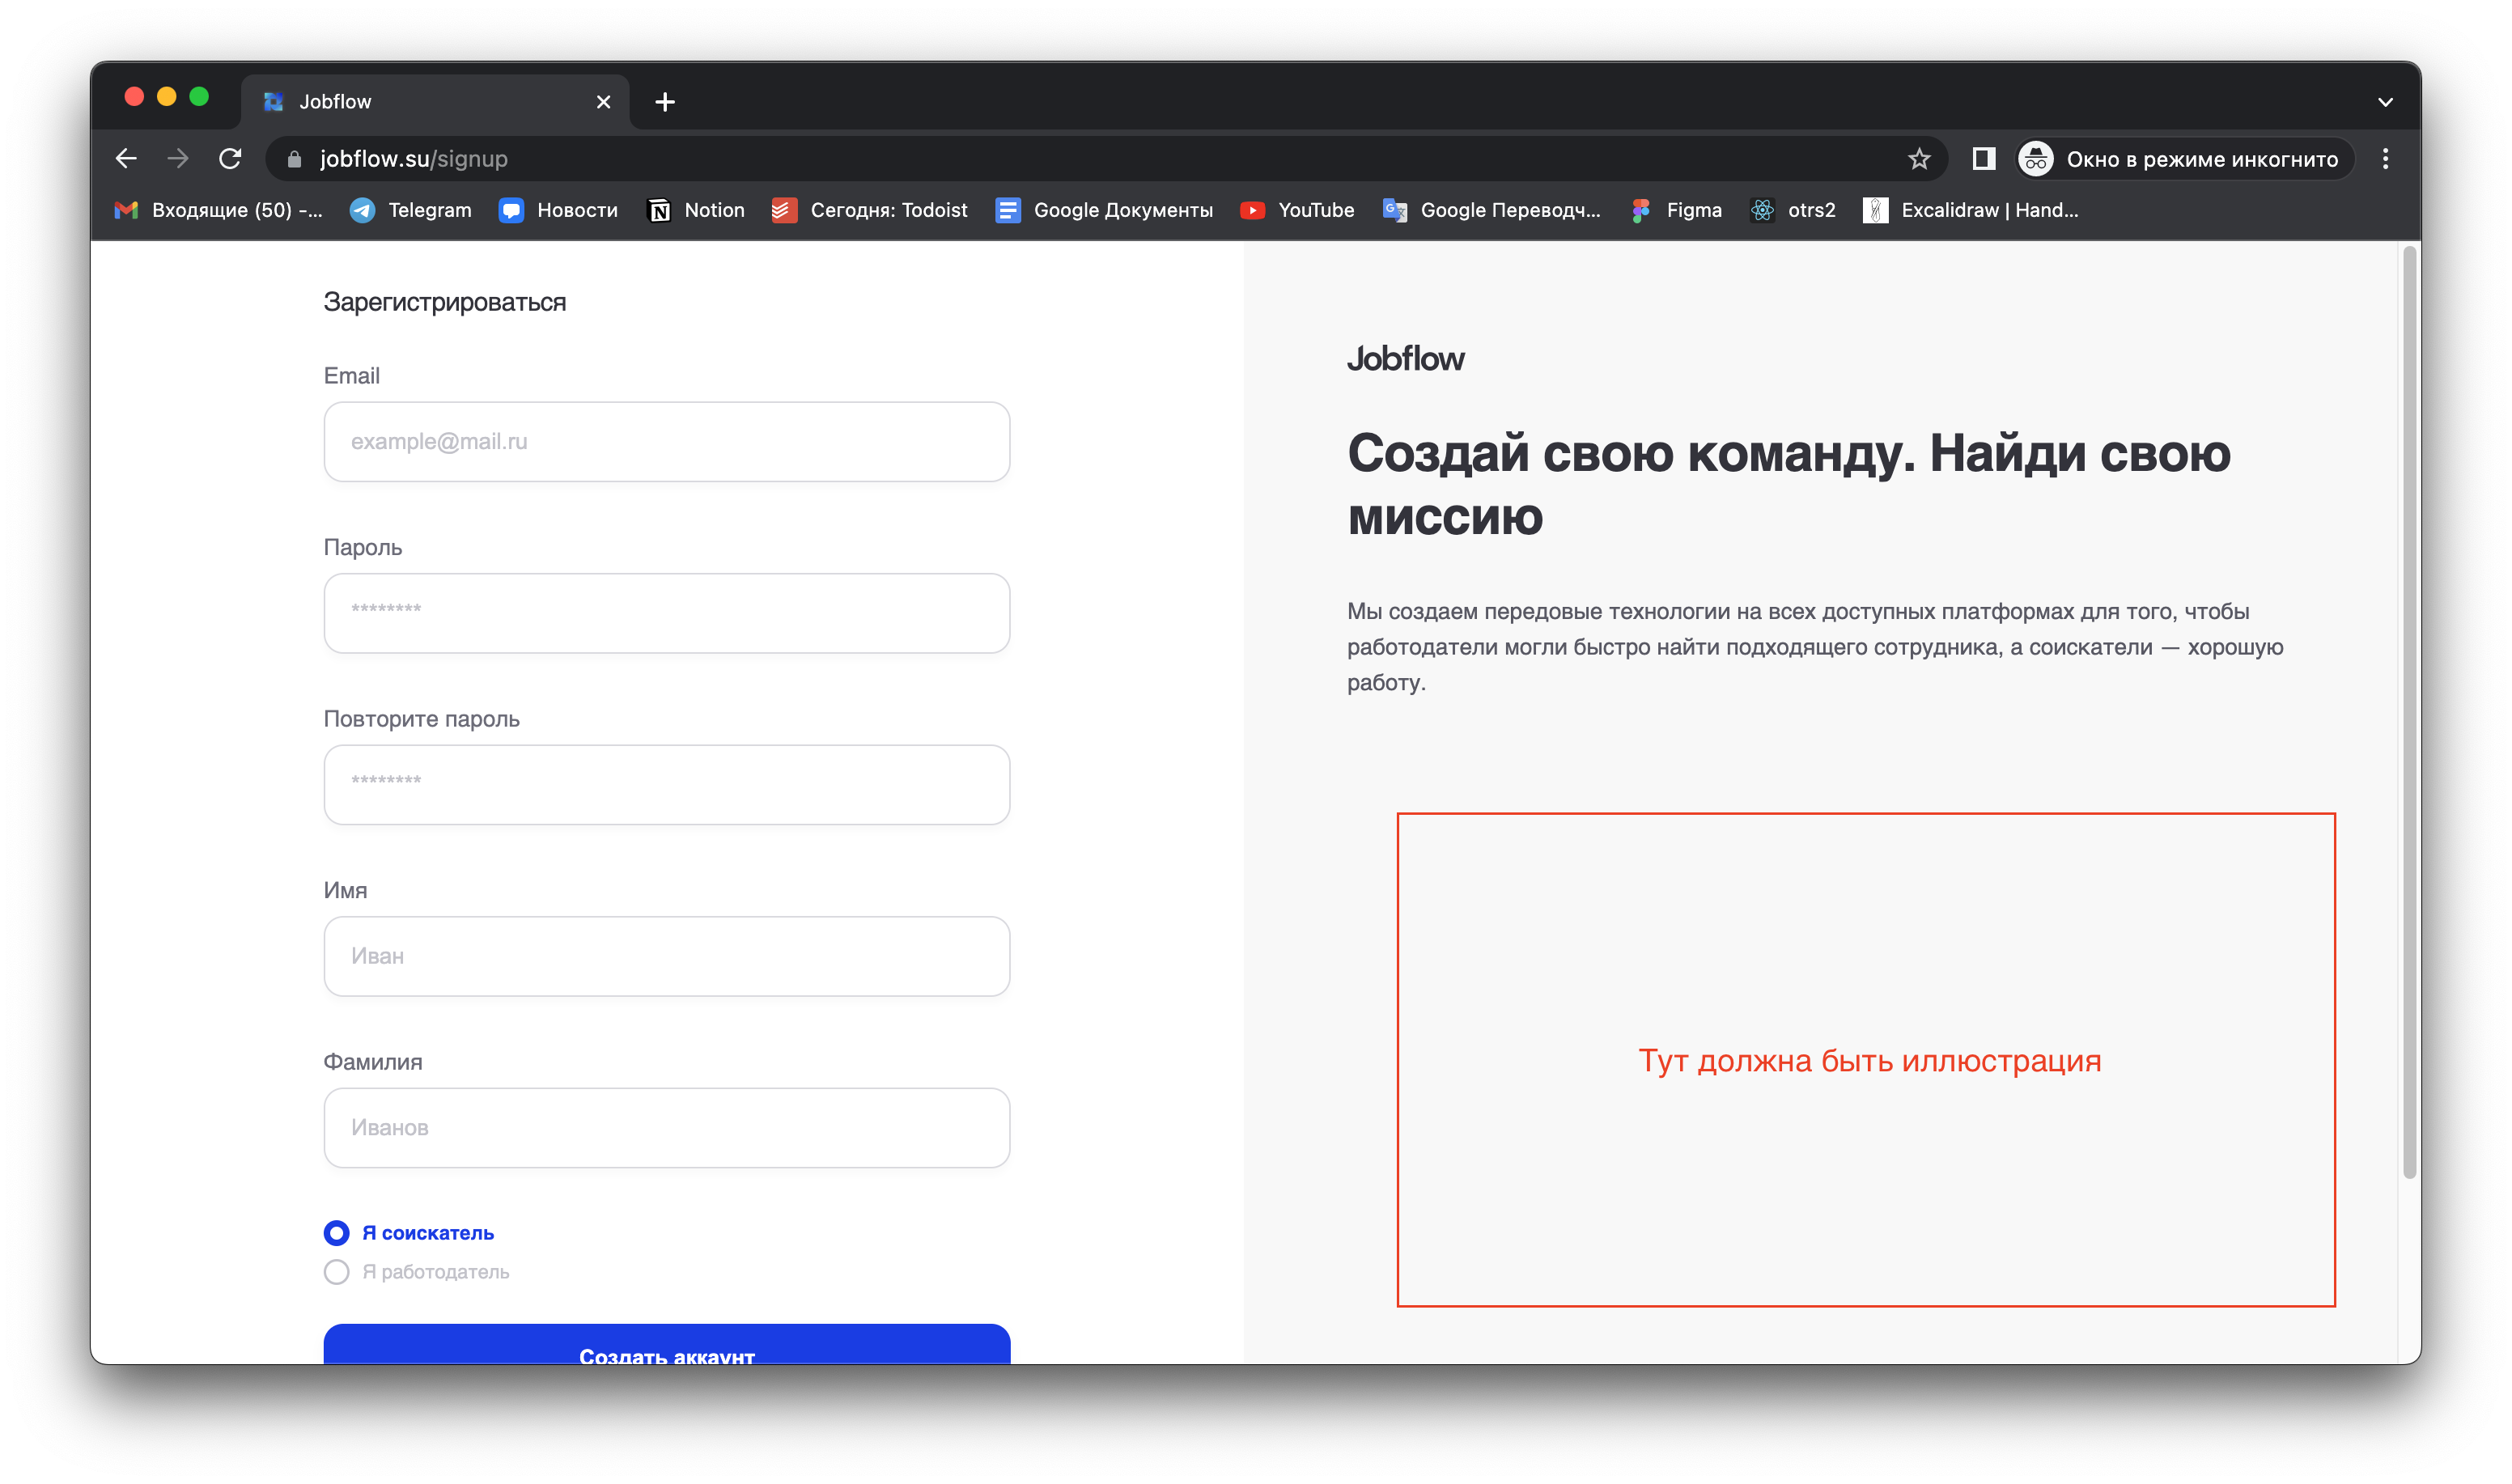 Jobflow
jobflow.su/signup
Окно в режиме инкогнито
Входящие (50) -...
Telegram
Новости
Notion
Сегодня: Todoist
Google Документы
YouTube
Google Переводч...
Figma
otrs2
Excalidraw | Hand...
Зарегистрироваться
Email
example@mail.ru
Пароль
********
Повторите пароль
********
Имя
Иван
Фамилия
Иванов
Я соискатель
Я работодатель
Создать аккаунт
Jobflow
Создай свою команду. Найди свою
миссию
Мы создаем передовые технологии на всех доступных платформах для того, чтобы
работодатели могли быстро найти подходящего сотрудника, а соискатели — хорошую
работу.
Тут должна быть иллюстрация